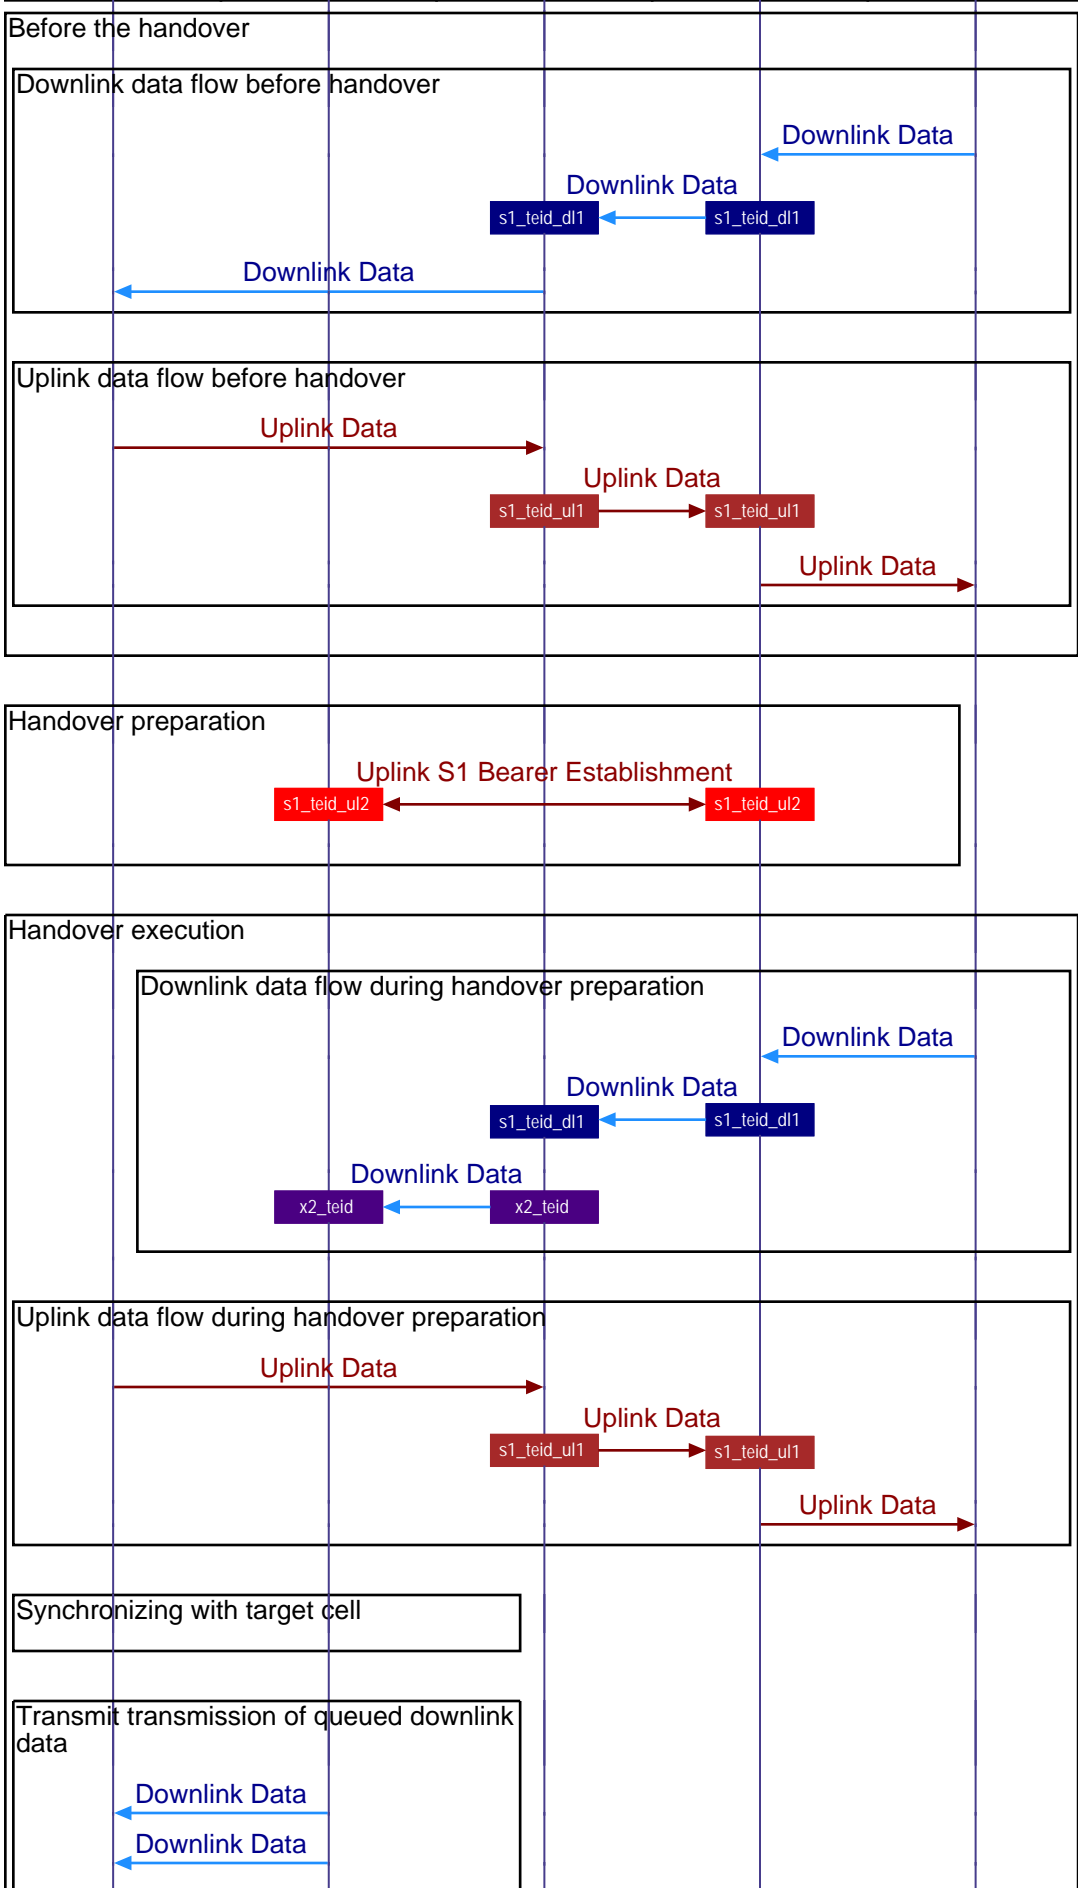 Before the handover
Downlink data flow before handover
Downlink Data
Downlink Data
s1_teid_dl1
s1_teid_dl1
Downlink Data
Uplink data flow before handover
Uplink Data
Uplink Data
s1_teid_ul1
s1_teid_ul1
Uplink Data
Handover preparation
Uplink S1 Bearer Establishment
s1_teid_ul2
s1_teid_ul2
Handover execution
Downlink data flow during handover preparation
Downlink Data
Downlink Data
s1_teid_dl1
s1_teid_dl1
Downlink Data
x2_teid
x2_teid
Uplink data flow during handover preparation
Uplink Data
Uplink Data
s1_teid_ul1
s1_teid_ul1
Uplink Data
Synchronizing with target cell
Transmit transmission of queued downlink
data
Downlink Data
Downlink Data